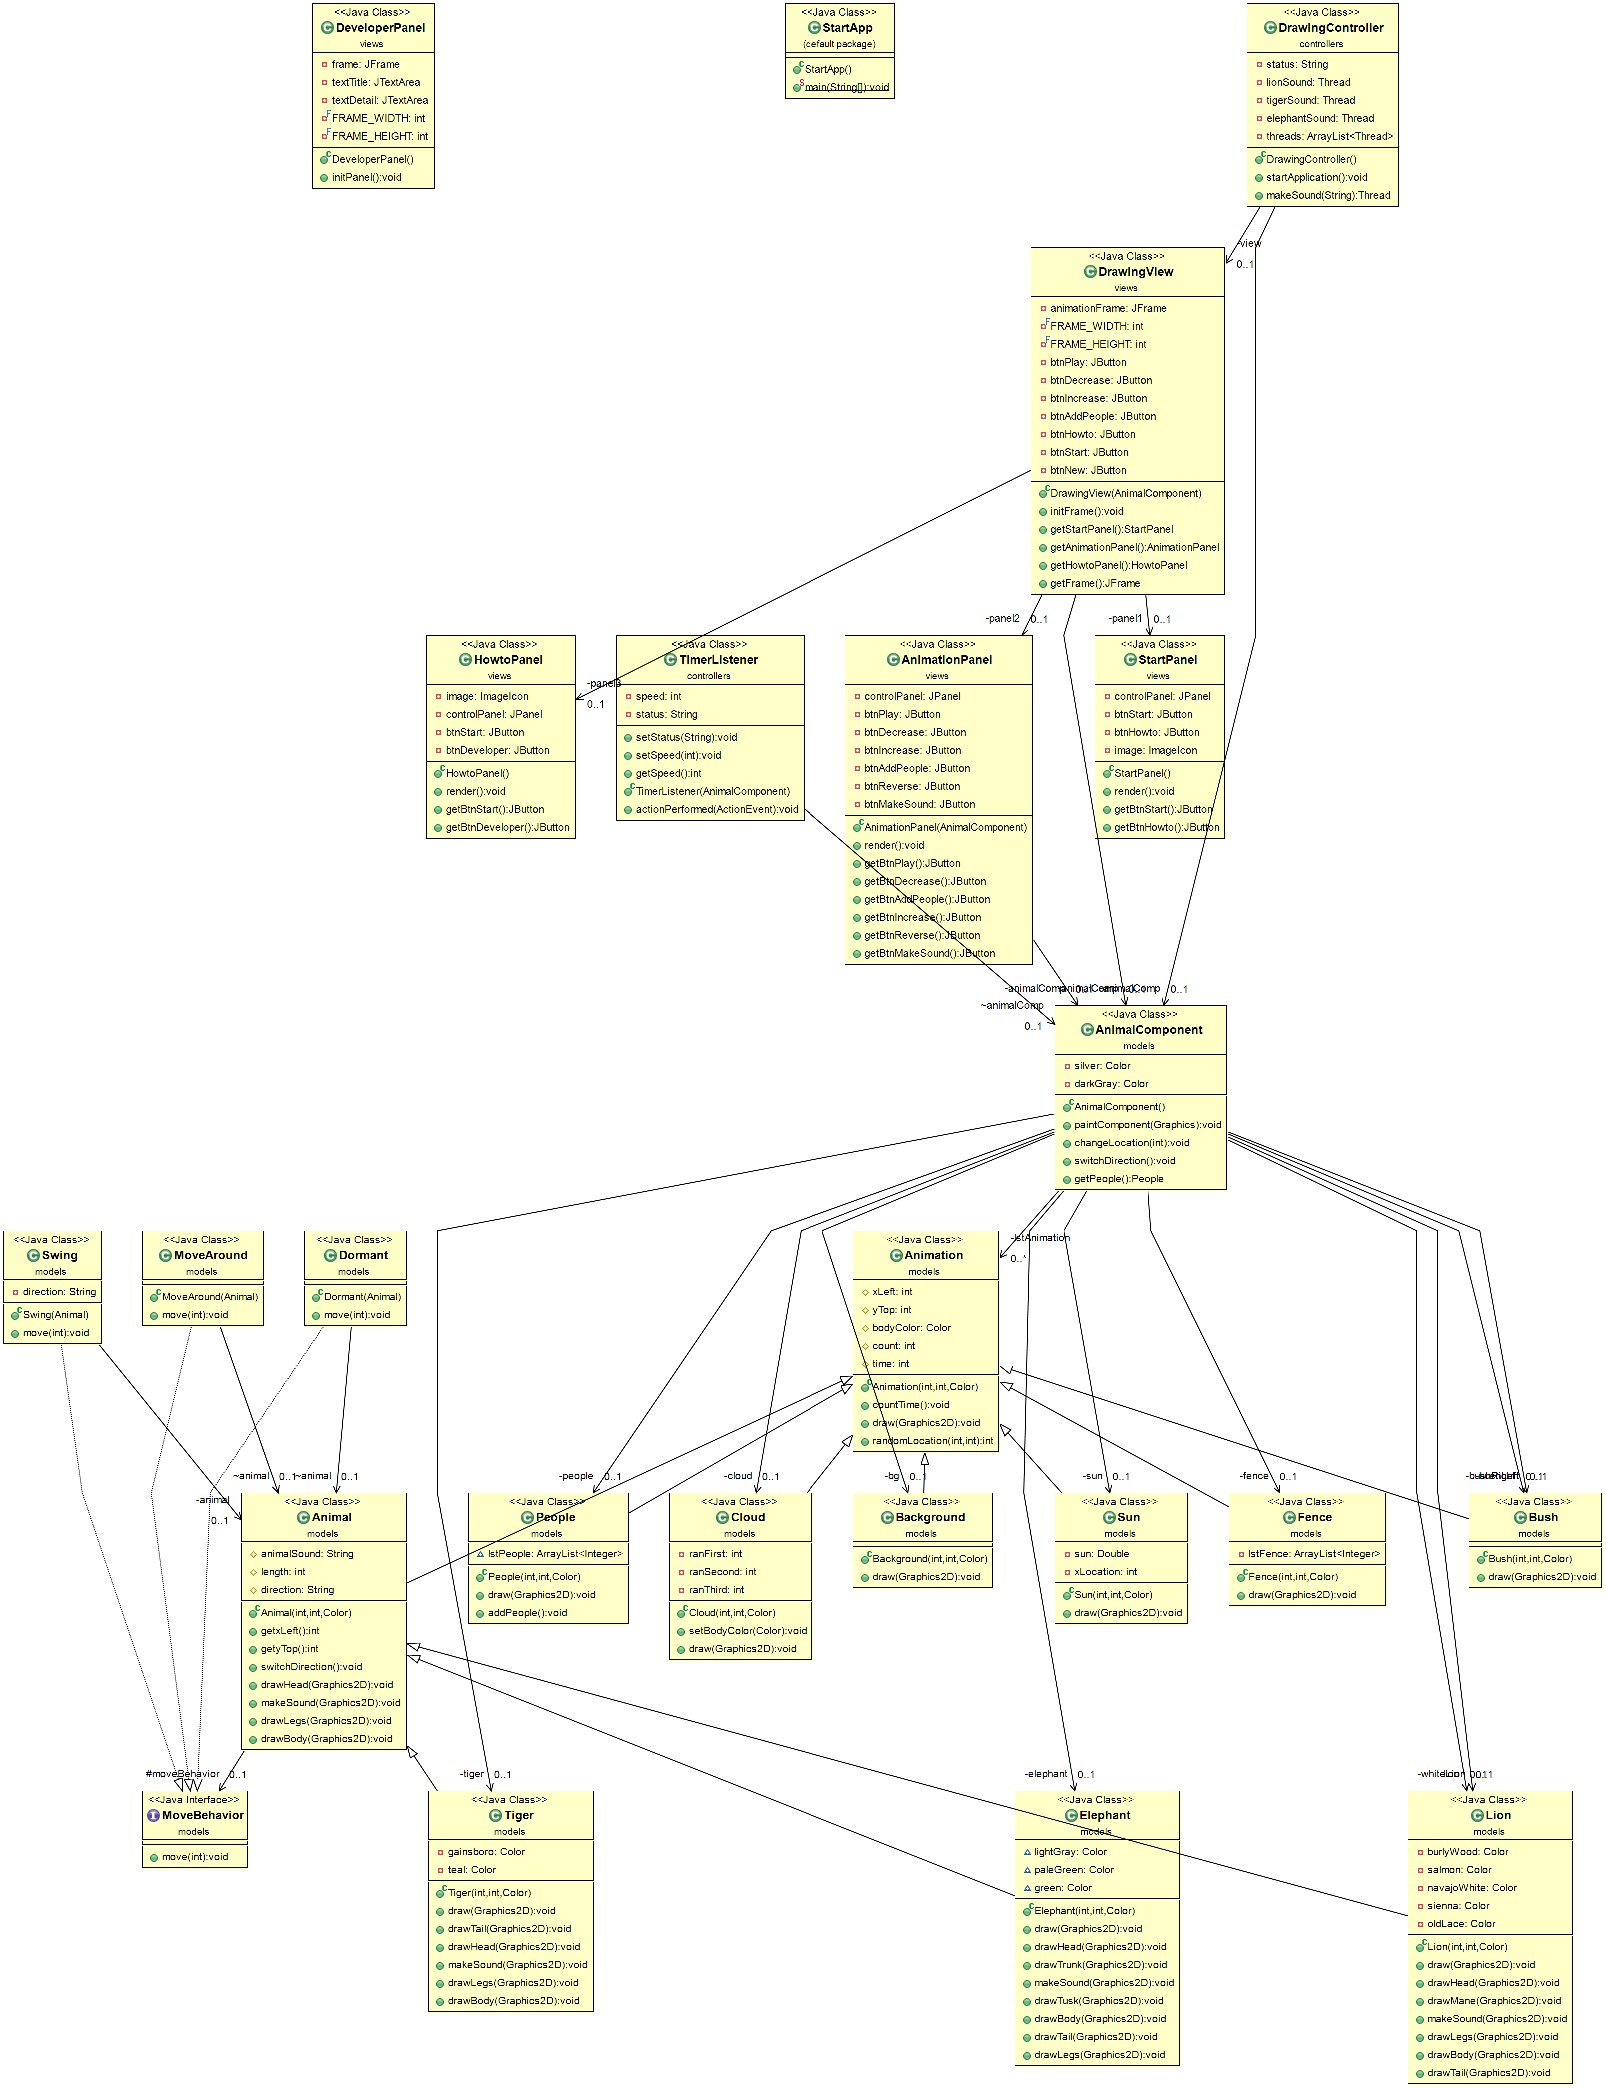 <<Java Class>>
DeveloperPanel
views
frame: JFrame
textTitle: JTextArea
textDetail: JTextArea
FRAME_WIDTH: int
FRAME_HEIGHT: int
DeveloperPanel()
initPanel():void
<<Java Class>>
StartApp
(cefault package)
StartApp()
main(String[]):void
<<Java Class>>
DrawingController
controllers
status: String
lionSound: Thread
tigerSound: Thread
elephantSound: Thread
threads: ArrayList<Thread>
DrawingController()
startApplication():void
makeSound(String):Thread
-view
0..1
<<Java Class>>
DrawingView
views
animationFrame: JFrame
FRAME_WIDTH: int
FRAME_HEIGHT: int
btnPlay: JButton
btnDecrease: JButton
btnIncrease: JButton
btnAddPeople: JButton
btnHowto: JButton
btnStart: JButton
btnNew: JButton
DrawingView(AnimalComponent)
initFrame():void
getStartPanel():StartPanel
getAnimationPanel():AnimationPanel
getHowtoPanel():HowtoPanel
getFrame():JFrame
-panel2
0..1
-panel1
0..1
<<Java Class>>
HowtoPanel
views
image: ImageIcon
controlPanel: JPanel
btnStart: JButton
btnDeveloper: JButton
HowtoPanel()
render():void
getBtnStart():JButton
getBtnDeveloper():JButton
-panel3
0..1
<<Java Class>>
TimerListener
controllers
speed: int
status: String
setStatus(String):void
setSpeed(int):void
getSpeed():int
TimerListener(AnimalComponent)
actionPerformed(ActionEvent):void
<<Java Class>>
AnimationPanel
views
controlPanel: JPanel
btnPlay: JButton
btnDecrease: JButton
btnIncrease: JButton
btnAddPeople: JButton
btnReverse: JButton
btnMakeSound: JButton
AnimationPanel(AnimalComponent)
render():void
getBtnPlay():JButton
getBtnDecrease():JButton
getBtnAddPeople():JButton
getBtnIncrease():JButton
getBtnReverse():JButton
getBtnMakeSound():JButton
<<Java Class>>
StartPanel
views
controlPanel: JPanel
btnStart: JButton
btnHowto: JButton
image: ImageIcon
StartPanel()
render():void
getBtnStart():JButton
getBtnHowto():JButton
-animalComp
0..1
~animalComp
0..1
<<Java Class>>
AnimalComponent
models
silver: Color
darkGray: Color
AnimalComponent()
paintComponent(Graphics):void
changeLocation(int):void
switchDirection():void
getPeople():People
<<Java Class>>
Swing
models
direction: String
Swing(Animal)
move(int):void
<<Java Class>>
MoveAround
models
MoveAround(Animal)
move(int):void
<<Java Class>>
Dormant
models
Dormant(Animal)
move(int):void
<<Java Class>>
Animation
models
xLeft: int
yTop: int
bodyColor: Color
count: int
time: int
Animation(int,int,Color)
countTime():void
draw(Graphics2D):void
randomLocation(int,int):int
-lstAnimation
0..*
~animal
0..1
~animal
0..1
-animal
0..1
-people
0..1
-cloud
0..1
-bg
0..1
-sun
0..1
-fence
0..1
<<Java Class>>
Animal
models
animalSound: String
length: int
direction: String
Animal(int,int,Color)
getxLeft():int
getyTop():int
switchDirection():void
drawHead(Graphics2D):void
makeSound(Graphics2D):void
drawLegs(Graphics2D):void
drawBody(Graphics2D):void
<<Java Class>>
People
models
lstPeople: ArrayList<Integer>
People(int,int,Color)
draw(Graphics2D):void
addPeople():void
<<Java Class>>
Cloud
models
ranFirst: int
ranSecond: int
ranThird: int
Cloud(int,int,Color)
setBodyColor(Color):void
draw(Graphics2D):void
<<Java Class>>
Background
models
Background(int,int,Color)
draw(Graphics2D):void
<<Java Class>>
Sun
models
sun: Double
xLocation: int
Sun(int,int,Color)
draw(Graphics2D):void
<<Java Class>>
Fence
models
lstFence: ArrayList<Integer>
Fence(int,int,Color)
draw(Graphics2D):void
<<Java Class>>
Bush
models
Bush(int,int,Color)
draw(Graphics2D):void
#moveBehavior
0..1
-tiger
0..1
-elephant
0..1
<<Java Interface>>
MoveBehavior
models
move(int):void
<<Java Class>>
Tiger
models
gainsboro: Color
teal: Color
Tiger(int,int,Color)
draw(Graphics2D):void
drawTail(Graphics2D):void
drawHead(Graphics2D):void
makeSound(Graphics2D):void
drawLegs(Graphics2D):void
drawBody(Graphics2D):void
<<Java Class>>
Elephant
models
lightGray: Color
paleGreen: Color
green: Color
Elephant(int,int,Color)
draw(Graphics2D):void
drawHead(Graphics2D):void
drawTrunk(Graphics2D):void
makeSound(Graphics2D):void
drawTusk(Graphics2D):void
drawBody(Graphics2D):void
drawTail(Graphics2D):void
drawLegs(Graphics2D):void
<<Java Class>>
Lion
models
burlyWood: Color
salmon: Color
navajoWhite: Color
sienna: Color
oldLace: Color
Lion(int,int,Color)
draw(Graphics2D):void
drawHead(Graphics2D):void
drawMane(Graphics2D):void
makeSound(Graphics2D):void
drawLegs(Graphics2D):void
drawBody(Graphics2D):void
drawTail(Graphics2D):void